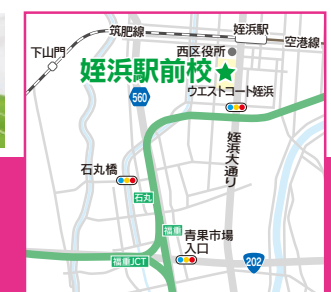 筑肥線
姪浜駅
空港線
下山門
西区役所
姪浜駅前校★
ウエストコート姪浜
560
姪浜大通り
石丸橋
石丸
福重
青果市場
入口
福重JCT
202